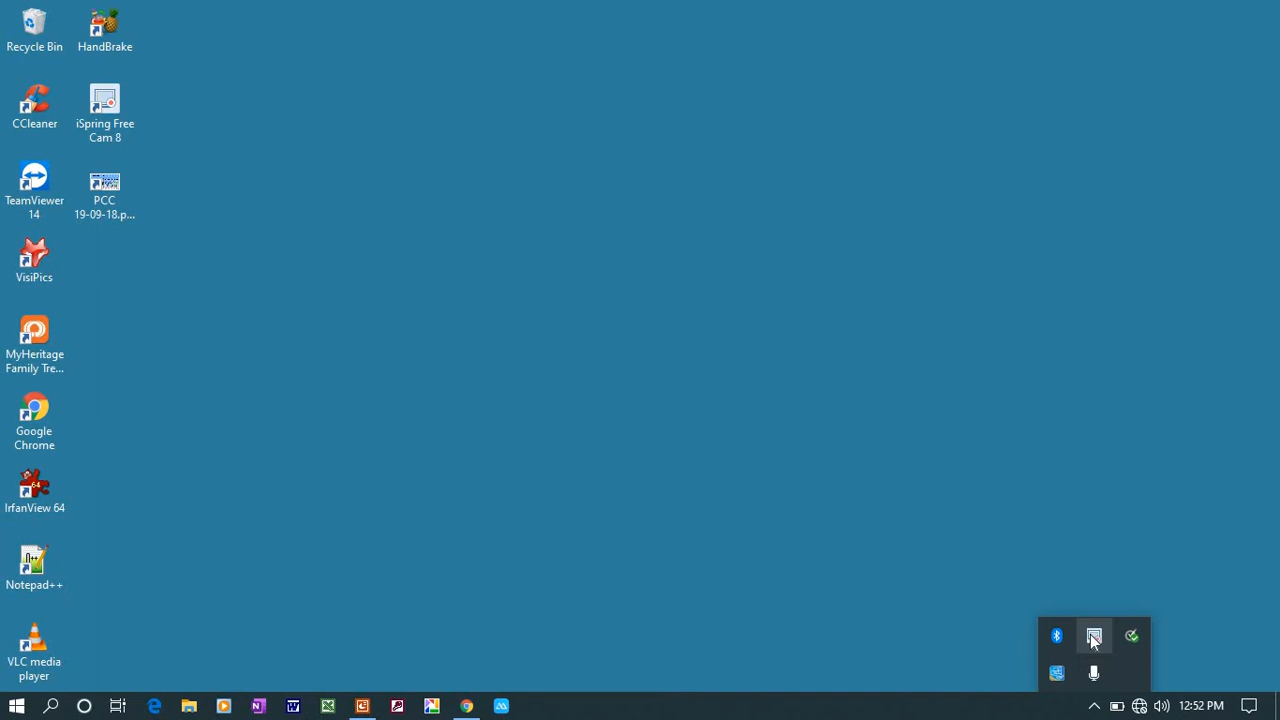 Recycle Bin
HandBrake
CCleaner
iSpring Free
Cam 8
TeamViewer
14
PCC
19-09-18.p...
VisiPics
MyHeritage
Family Tre...
Google
Chrome
64
IrfanView 64
Notepad++
VLC media
player
12:52 PM